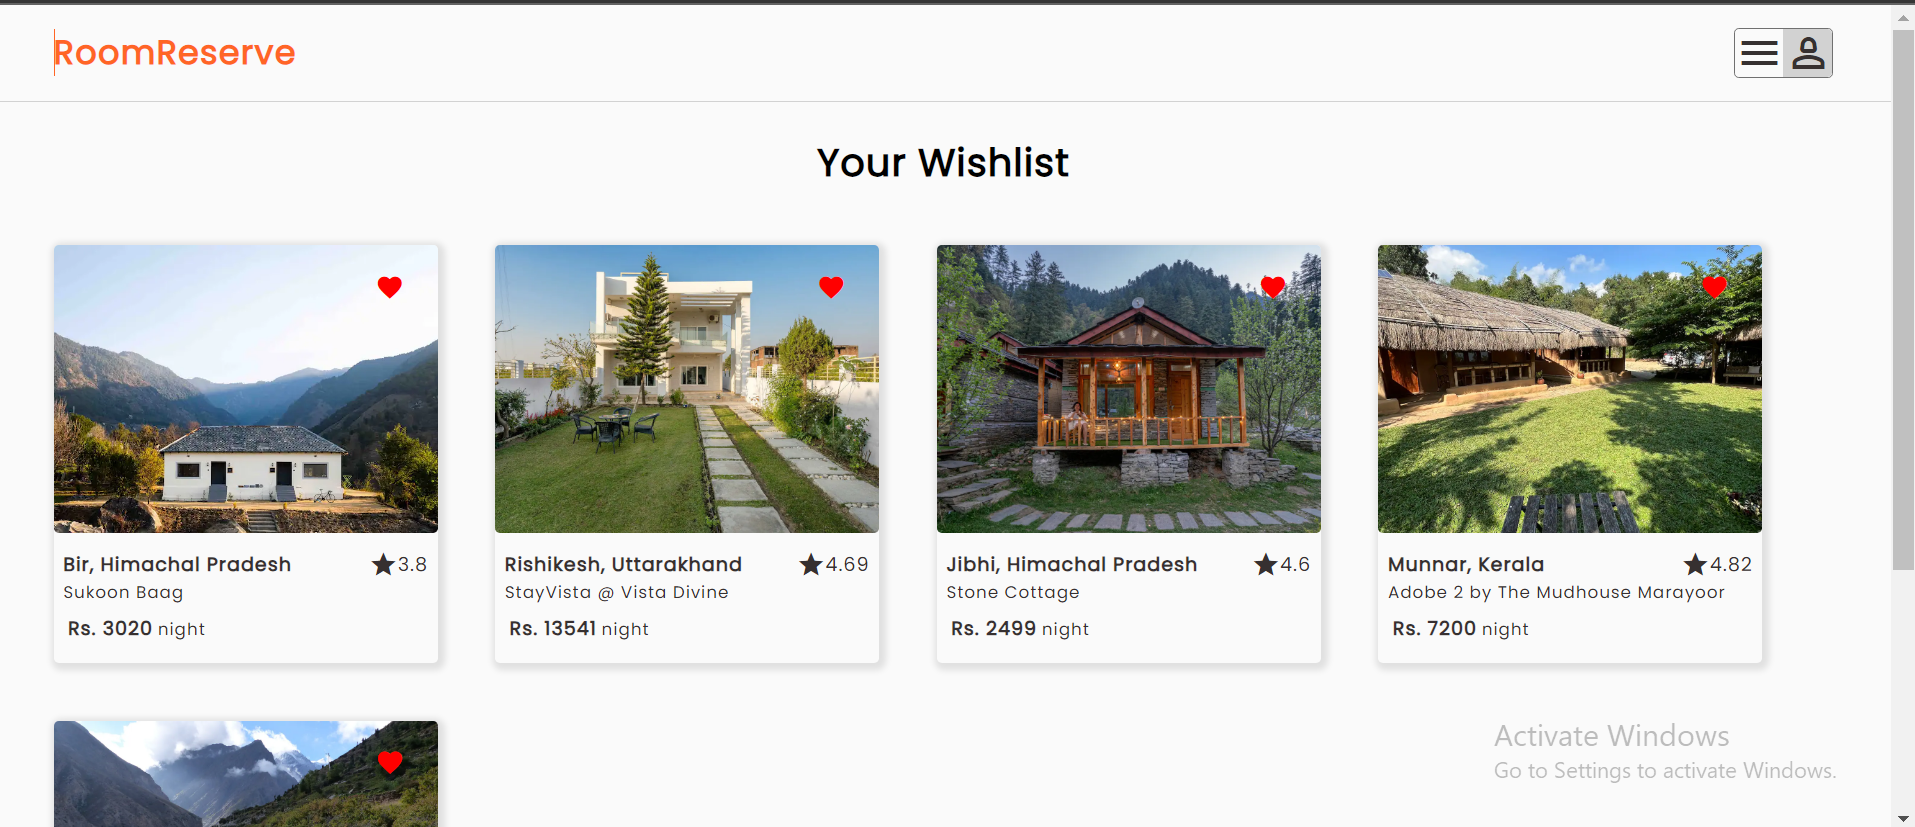 RoomReserve
Your Wishlist
Bir, Himachal Pradesh 3.8
Sukoon Baag
Rs. 3020 night
Rishikesh, Uttarakhand 4.69
StayVista @ Vista Divine
Rs. 13541 night
Jibhi, Himachal Pradesh 4.6
Stone Cottage
Rs. 2499 night
Munnar, Kerala 4.82
Adobe 2 by The Mudhouse Marayoor
Rs. 7200 night
Activate Windows
Go to Settings to activate Windows.